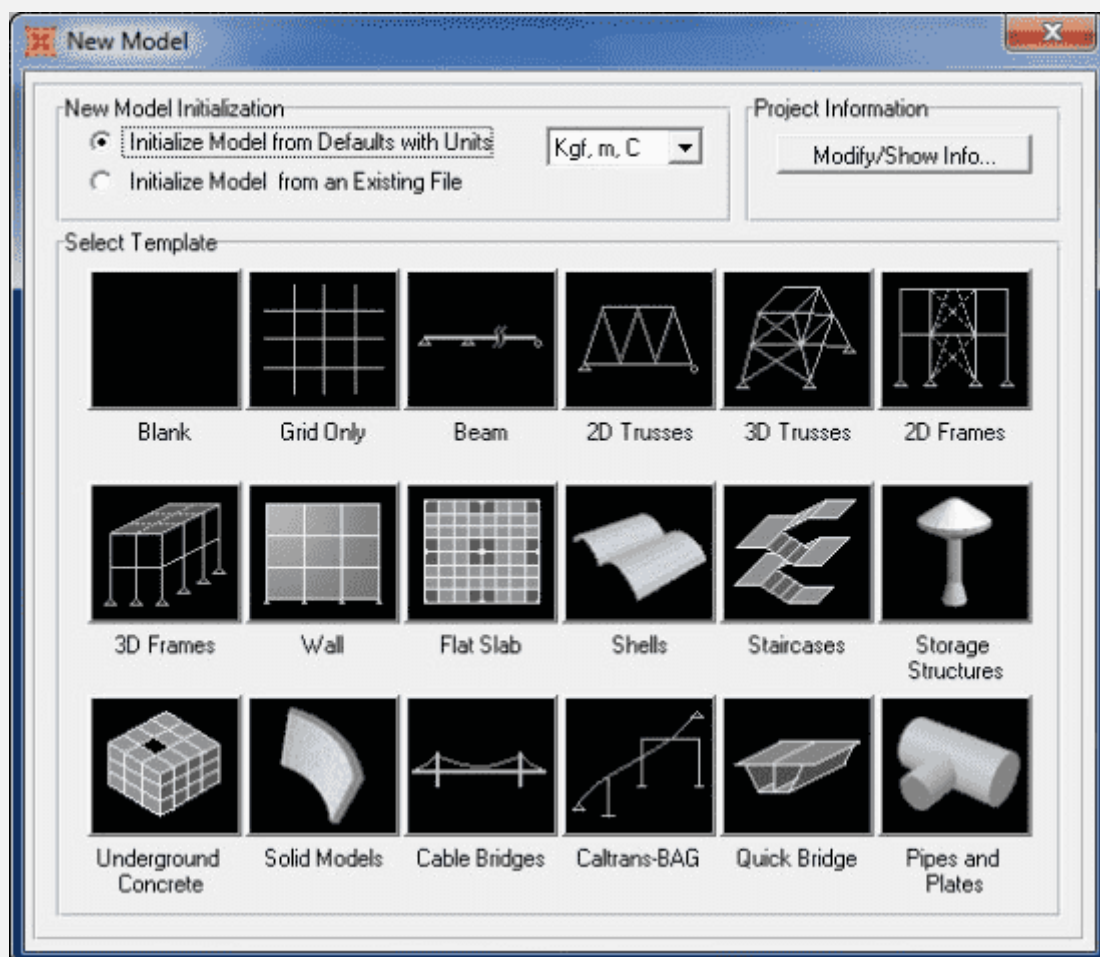 New Model
New Model Initialization
Initialize Model from Defaults with Units
Kgf, m, C
Initialize Model from an Existing File
Project Information
Modify/Show Info...
Select Template
Blank
Grid Only
Beam
2D Trusses
3D Trusses
2D Frames
3D Frames
Wall
Flat Slab
Shells
Staircases
Storage
Structures
Underground
Concrete
Solid Models
Cable Bridges
Caltrans-BAG
Quick Bridge
Pipes and
Plates